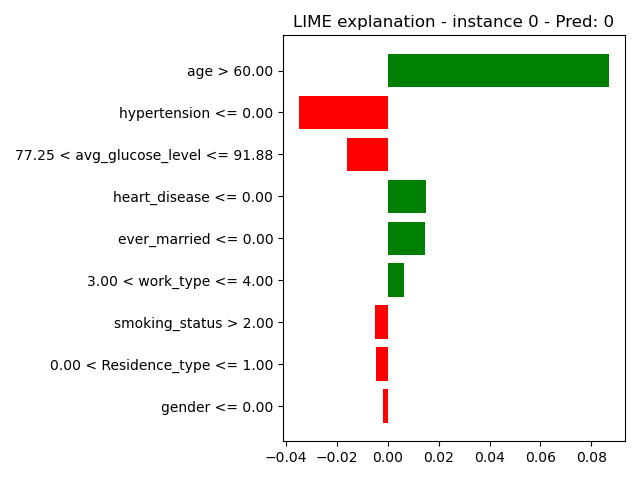 LIME explanation - instance 0 - Pred: 0
age > 60.00
hypertension <= 0.00
77.25 < avg_glucose_level <= 91.88
heart_disease <= 0.00
ever_married <= 0.00
3.00 < work_type <= 4.00
smoking_status > 2.00
0.00 < Residence_type <= 1.00
gender <= 0.00
−0.04 −0.02 0.00 0.02 0.04 0.06 0.08